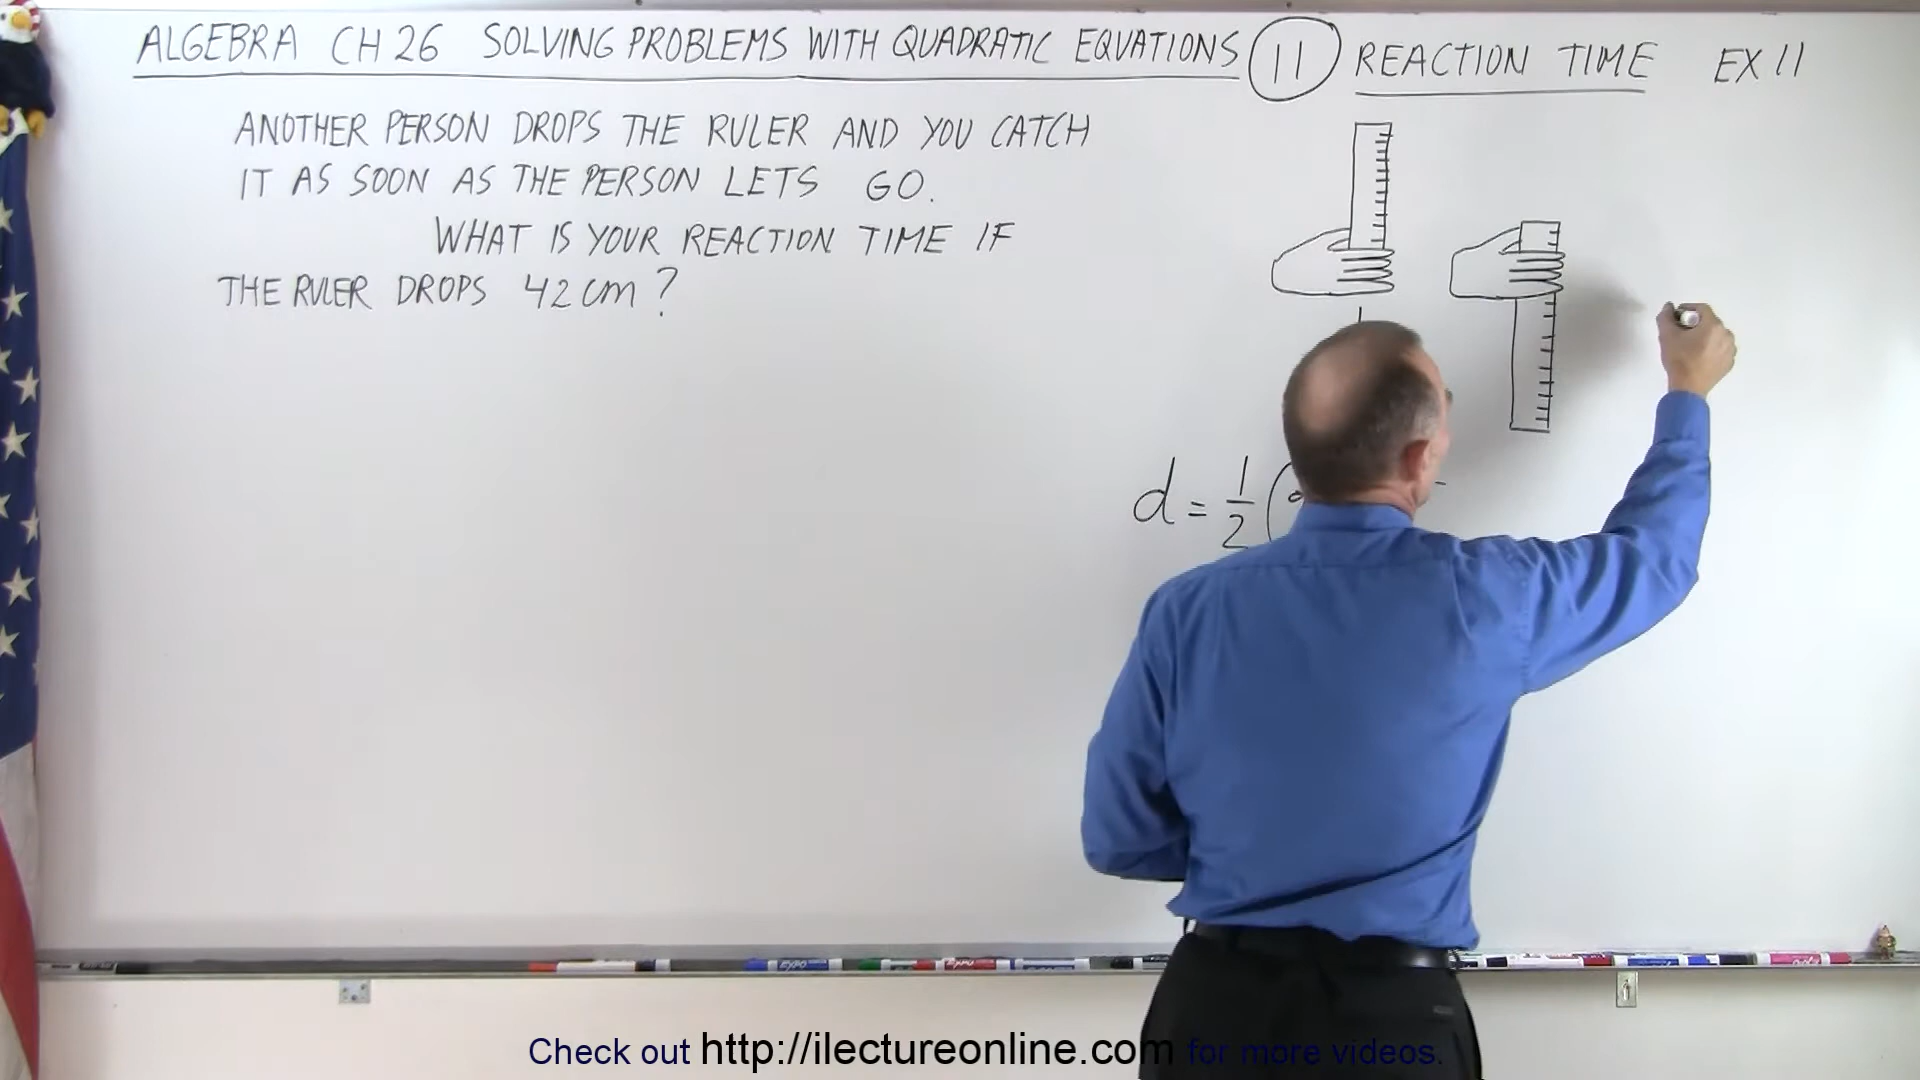 ALGEBRA CH 26 SOLVING PROBLEMS WITH QUADRATIC EQUATIONS 11 REACTION TIME EX 11
ANOTHER PERSON DROPS THE RULER AND YOU CATCH
IT AS SOON AS THE PERSON LETS GO.
WHAT IS YOUR REACTION TIME IF
THE RULER DROPS 42 cm?
d = 1/2 (
EXPO
EXPO
Check out http://ilectureonline.com for more videos.